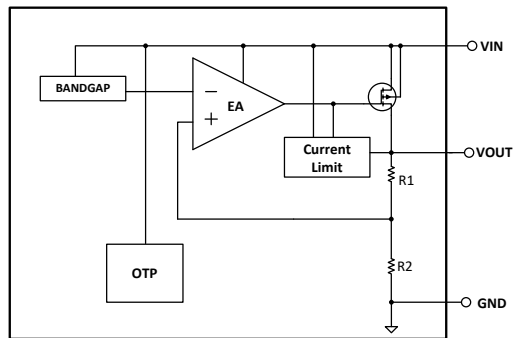 VIN
BANDGAP
−
EA
+
Current
Limit
VOUT
R1
OTP
R2
GND